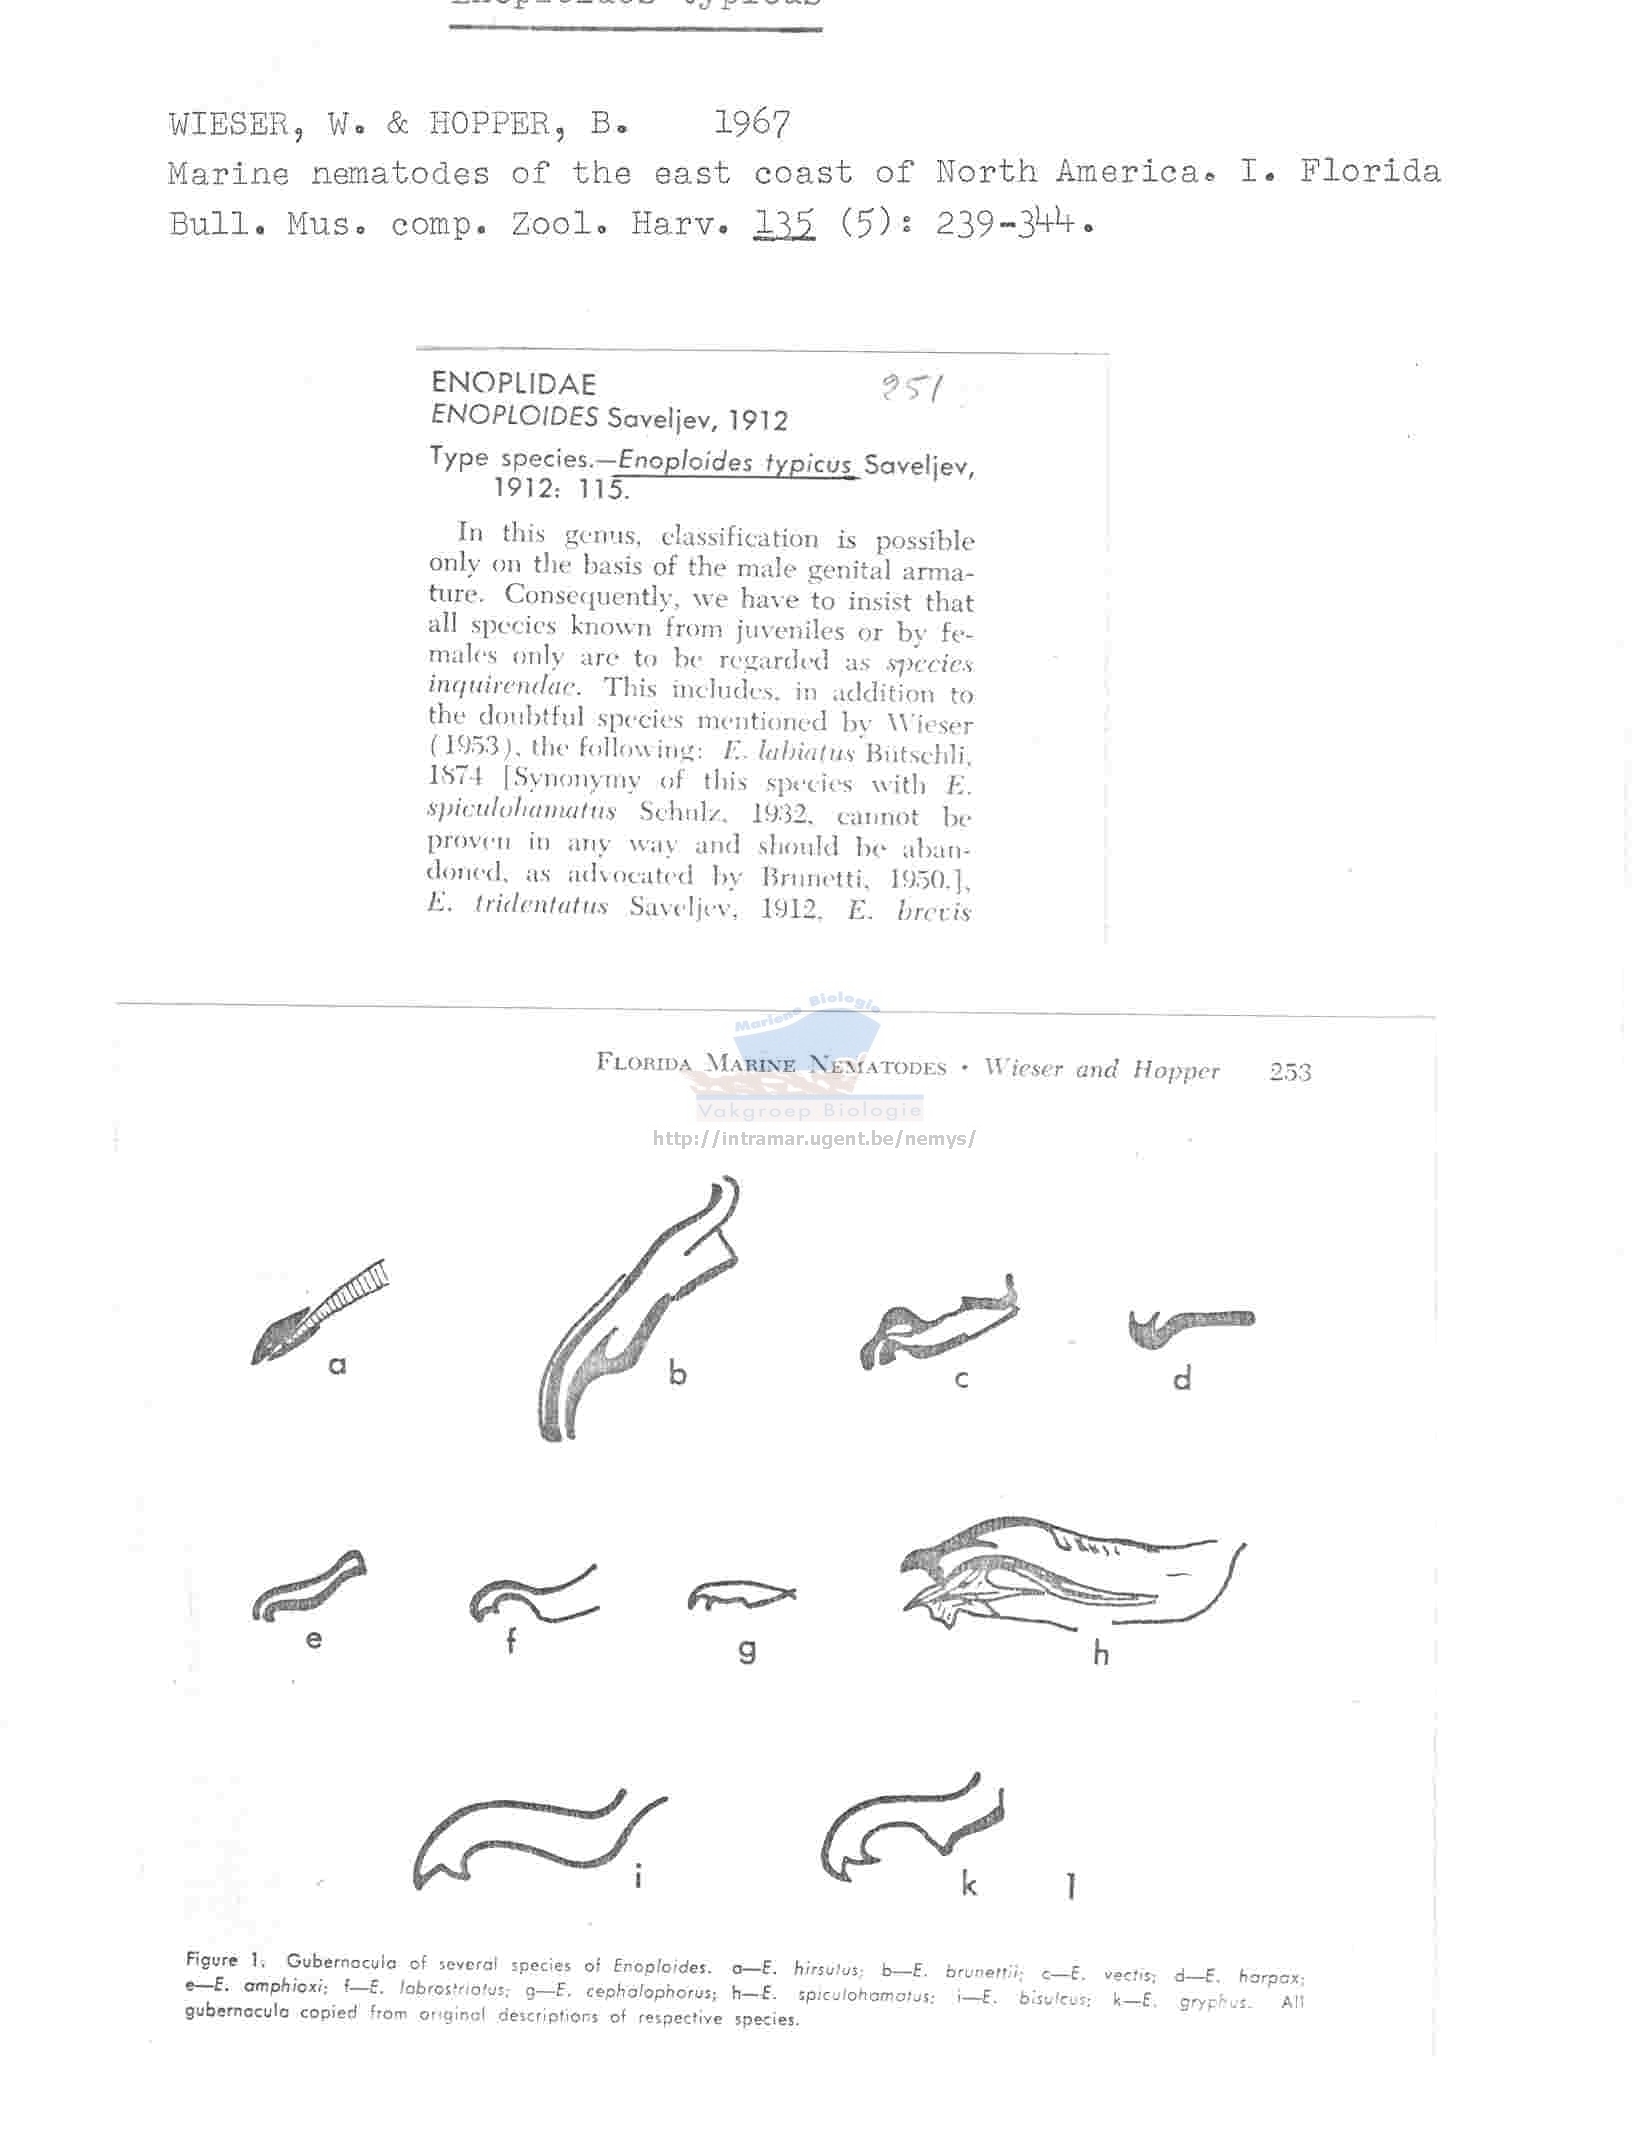 Enoploides typicus
WIESER, W. & HOPPER, B. 1967
Marine nematodes of the east coast of North America. I. Florida
Bull. Mus. comp. Zool. Harv. 135 (5): 239-344.
ENOPLIDAE 251
ENOPLOIDES Saveljev, 1912
Type species.—Enoploides typicus Saveljev,
1912: 115.
In this genus, classification is possible
only on the basis of the male genital arma-
ture. Consequently, we have to insist that
all species known from juveniles or by fe-
males only are to be regarded as species
inquirendae. This includes, in addition to
the doubtful species mentioned by Wieser
(1953), the following: E. labiatus Bütschli,
1874 [Synonymy of this species with E.
spiculohamatus Schulz, 1932, cannot be
proven in any way and should be aban-
doned, as advocated by Brunetti, 1950.],
E. tridentatus Saveljev, 1912, E. brevis
Mariene Biologie
FLORIDA MARINE NEMATODES • Wieser and Hopper 253
Vakgroep Biologie
http://intramar.ugent.be/nemys/
a
b
c
d
e
f
g
h
i
k
l
Figure 1. Gubernacula of several species of Enoploides. a—E. hirsutus; b—E. brunettii; c—E. vectis; d—E. harpax;
e—E. amphioxi; f—E. labrostriatus; g—E. cephalophorus; h—E. spiculohamatus; i—E. bisulcus; k—E. gryphus. All
gubernacula copied from original descriptions of respective species.